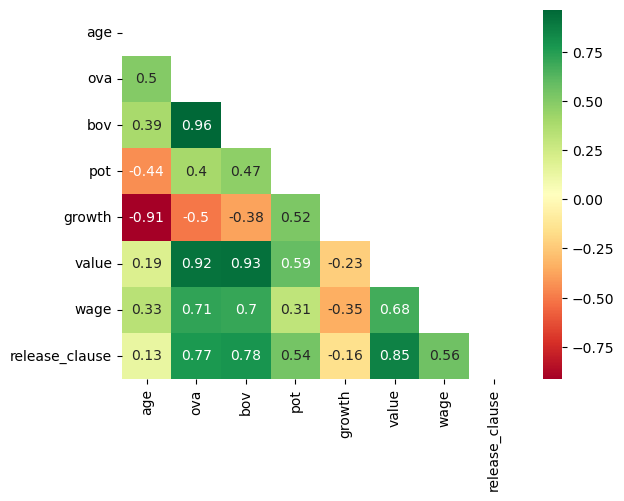 age
ova 0.5
bov 0.39 0.96
pot -0.44 0.4 0.47
growth -0.91 -0.5 -0.38 0.52
value 0.19 0.92 0.93 0.59 -0.23
wage 0.33 0.71 0.7 0.31 -0.35 0.68
release_clause 0.13 0.77 0.78 0.54 -0.16 0.85 0.56
age ova bov pot growth value wage release_clause
0.75
0.50
0.25
0.00
−0.25
−0.50
−0.75